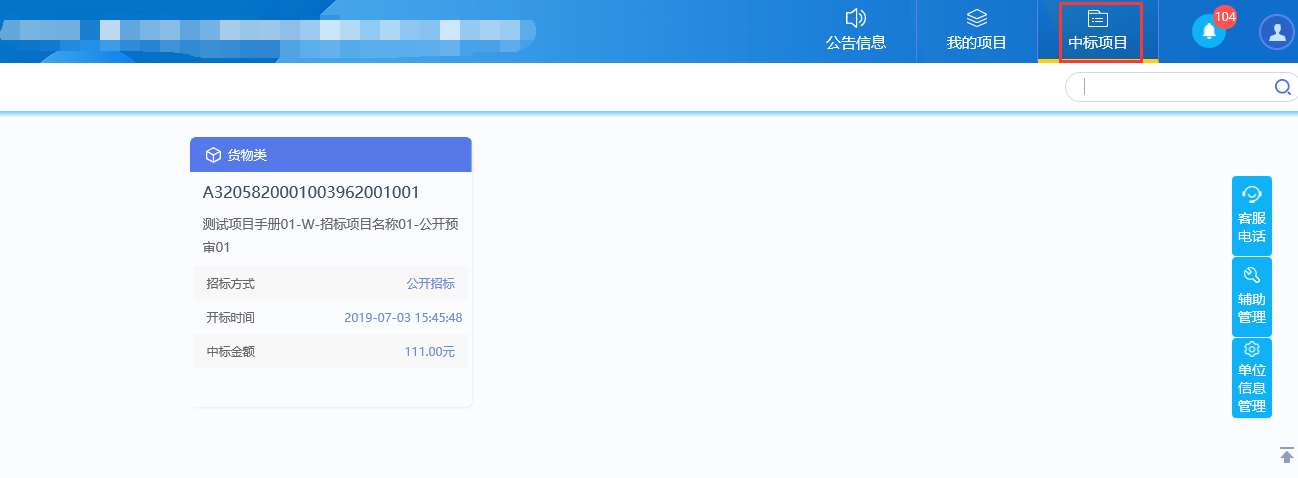 公告信息
我的项目
中标项目
104
货物类
A3205820001003962001001
测试项目手册01-W-招标项目名称01-公开预
审01
招标方式 公开招标
开标时间 2019-07-03 15:45:48
中标金额 111.00元
客服
电话
辅助
管理
单位
信息
管理